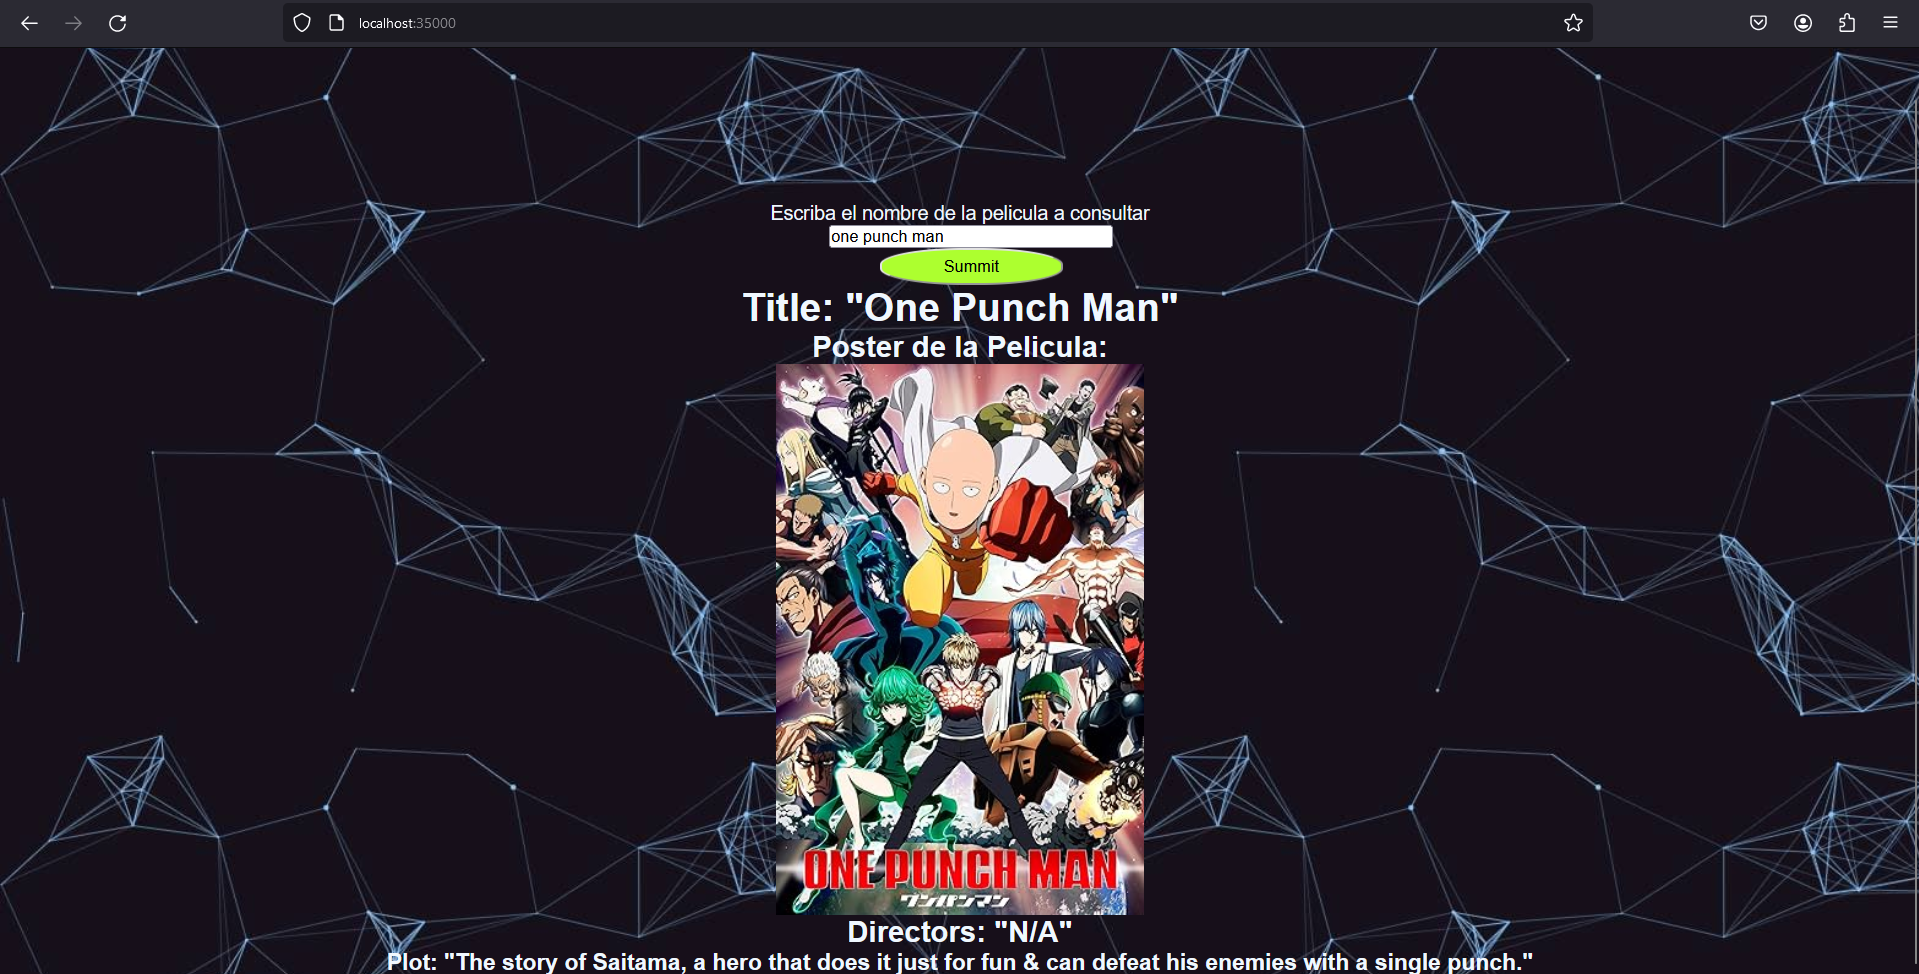 localhost:35000
Escriba el nombre de la pelicula a consultar
one punch man
Summit
Title: "One Punch Man"
Poster de la Pelicula:
ONE PUNCH MAN
ワンパンマン
Directors: "N/A"
Plot: "The story of Saitama, a hero that does it just for fun & can defeat his enemies with a single punch."